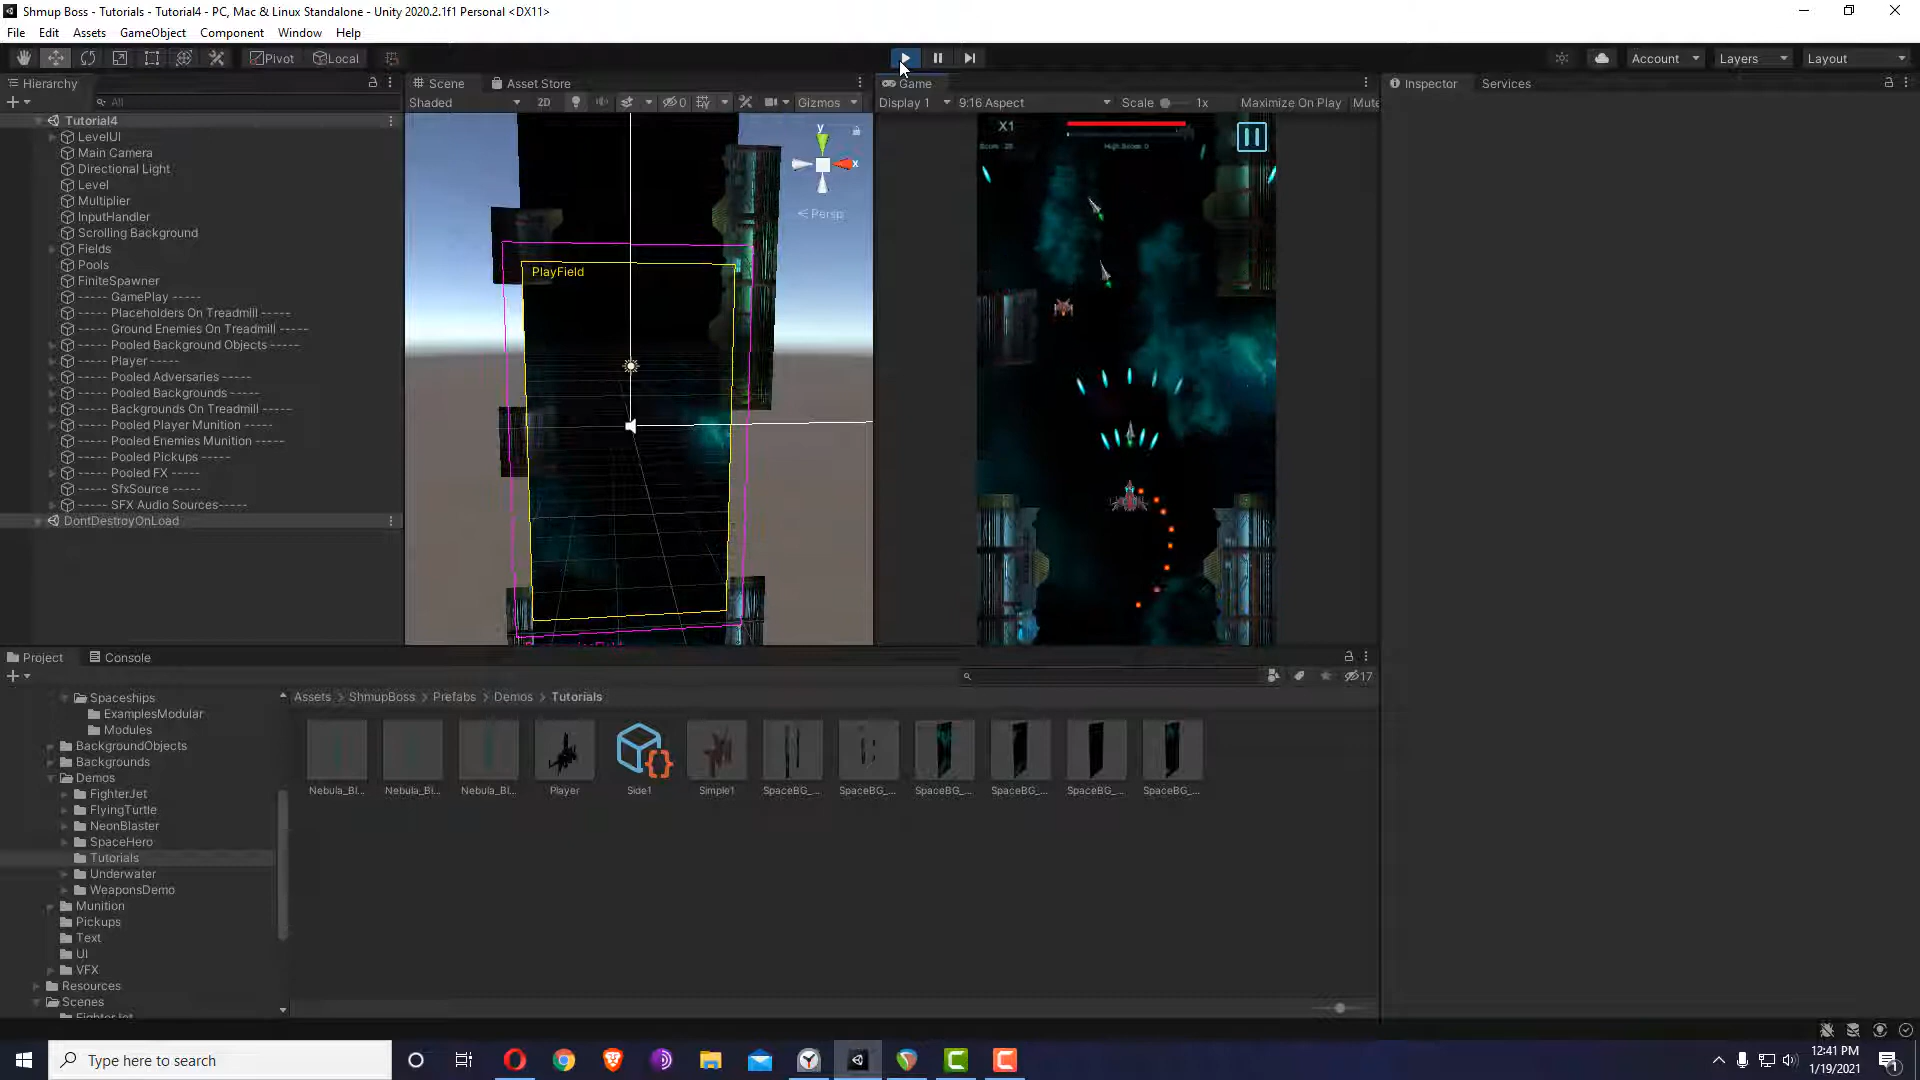 Shmup Boss - Tutorials - Tutorial4 - PC, Mac & Linux Standalone - Unity 2020.2.1f1 Personal <DX11>
File Edit Assets GameObject Component Window Help
Pivot Local Account Layers Layout
Hierarchy
All
Tutorial4
LevelUI
Main Camera
Directional Light
Level
Multiplier
InputHandler
Scrolling Background
Fields
Pools
FiniteSpawner
----- GamePlay -----
----- Placeholders On Treadmill -----
----- Ground Enemies On Treadmill -----
----- Pooled Background Objects -----
----- Player -----
----- Pooled Adversaries -----
----- Pooled Backgrounds -----
----- Backgrounds On Treadmill -----
----- Pooled Player Munition -----
----- Pooled Enemies Munition -----
----- Pooled Pickups -----
----- Pooled FX -----
----- SfxSource -----
----- SFX Audio Sources-----
DontDestroyOnLoad
Scene Asset Store
Shaded 2D 0 Gizmos
y
x
Persp
PlayField
Game
Display 1 9:16 Aspect Scale 1x Maximize On Play Mute
X1
High Score: 0
Inspector Services
Project Console
17
Spaceships
ExamplesModular
Modules
BackgroundObjects
Backgrounds
Demos
FighterJet
FlyingTurtle
NeonBlaster
SpaceHero
Tutorials
Underwater
WeaponsDemo
Munition
Pickups
Text
UI
VFX
Resources
Scenes
FighterJet
Assets > ShmupBoss > Prefabs > Demos > Tutorials
Nebula_Bl... Nebula_Bl... Nebula_Bl... Player Side1 Simple1 SpaceBG_... SpaceBG_... SpaceBG_... SpaceBG_... SpaceBG_... SpaceBG_...
Type here to search
12:41 PM
1/19/2021
1